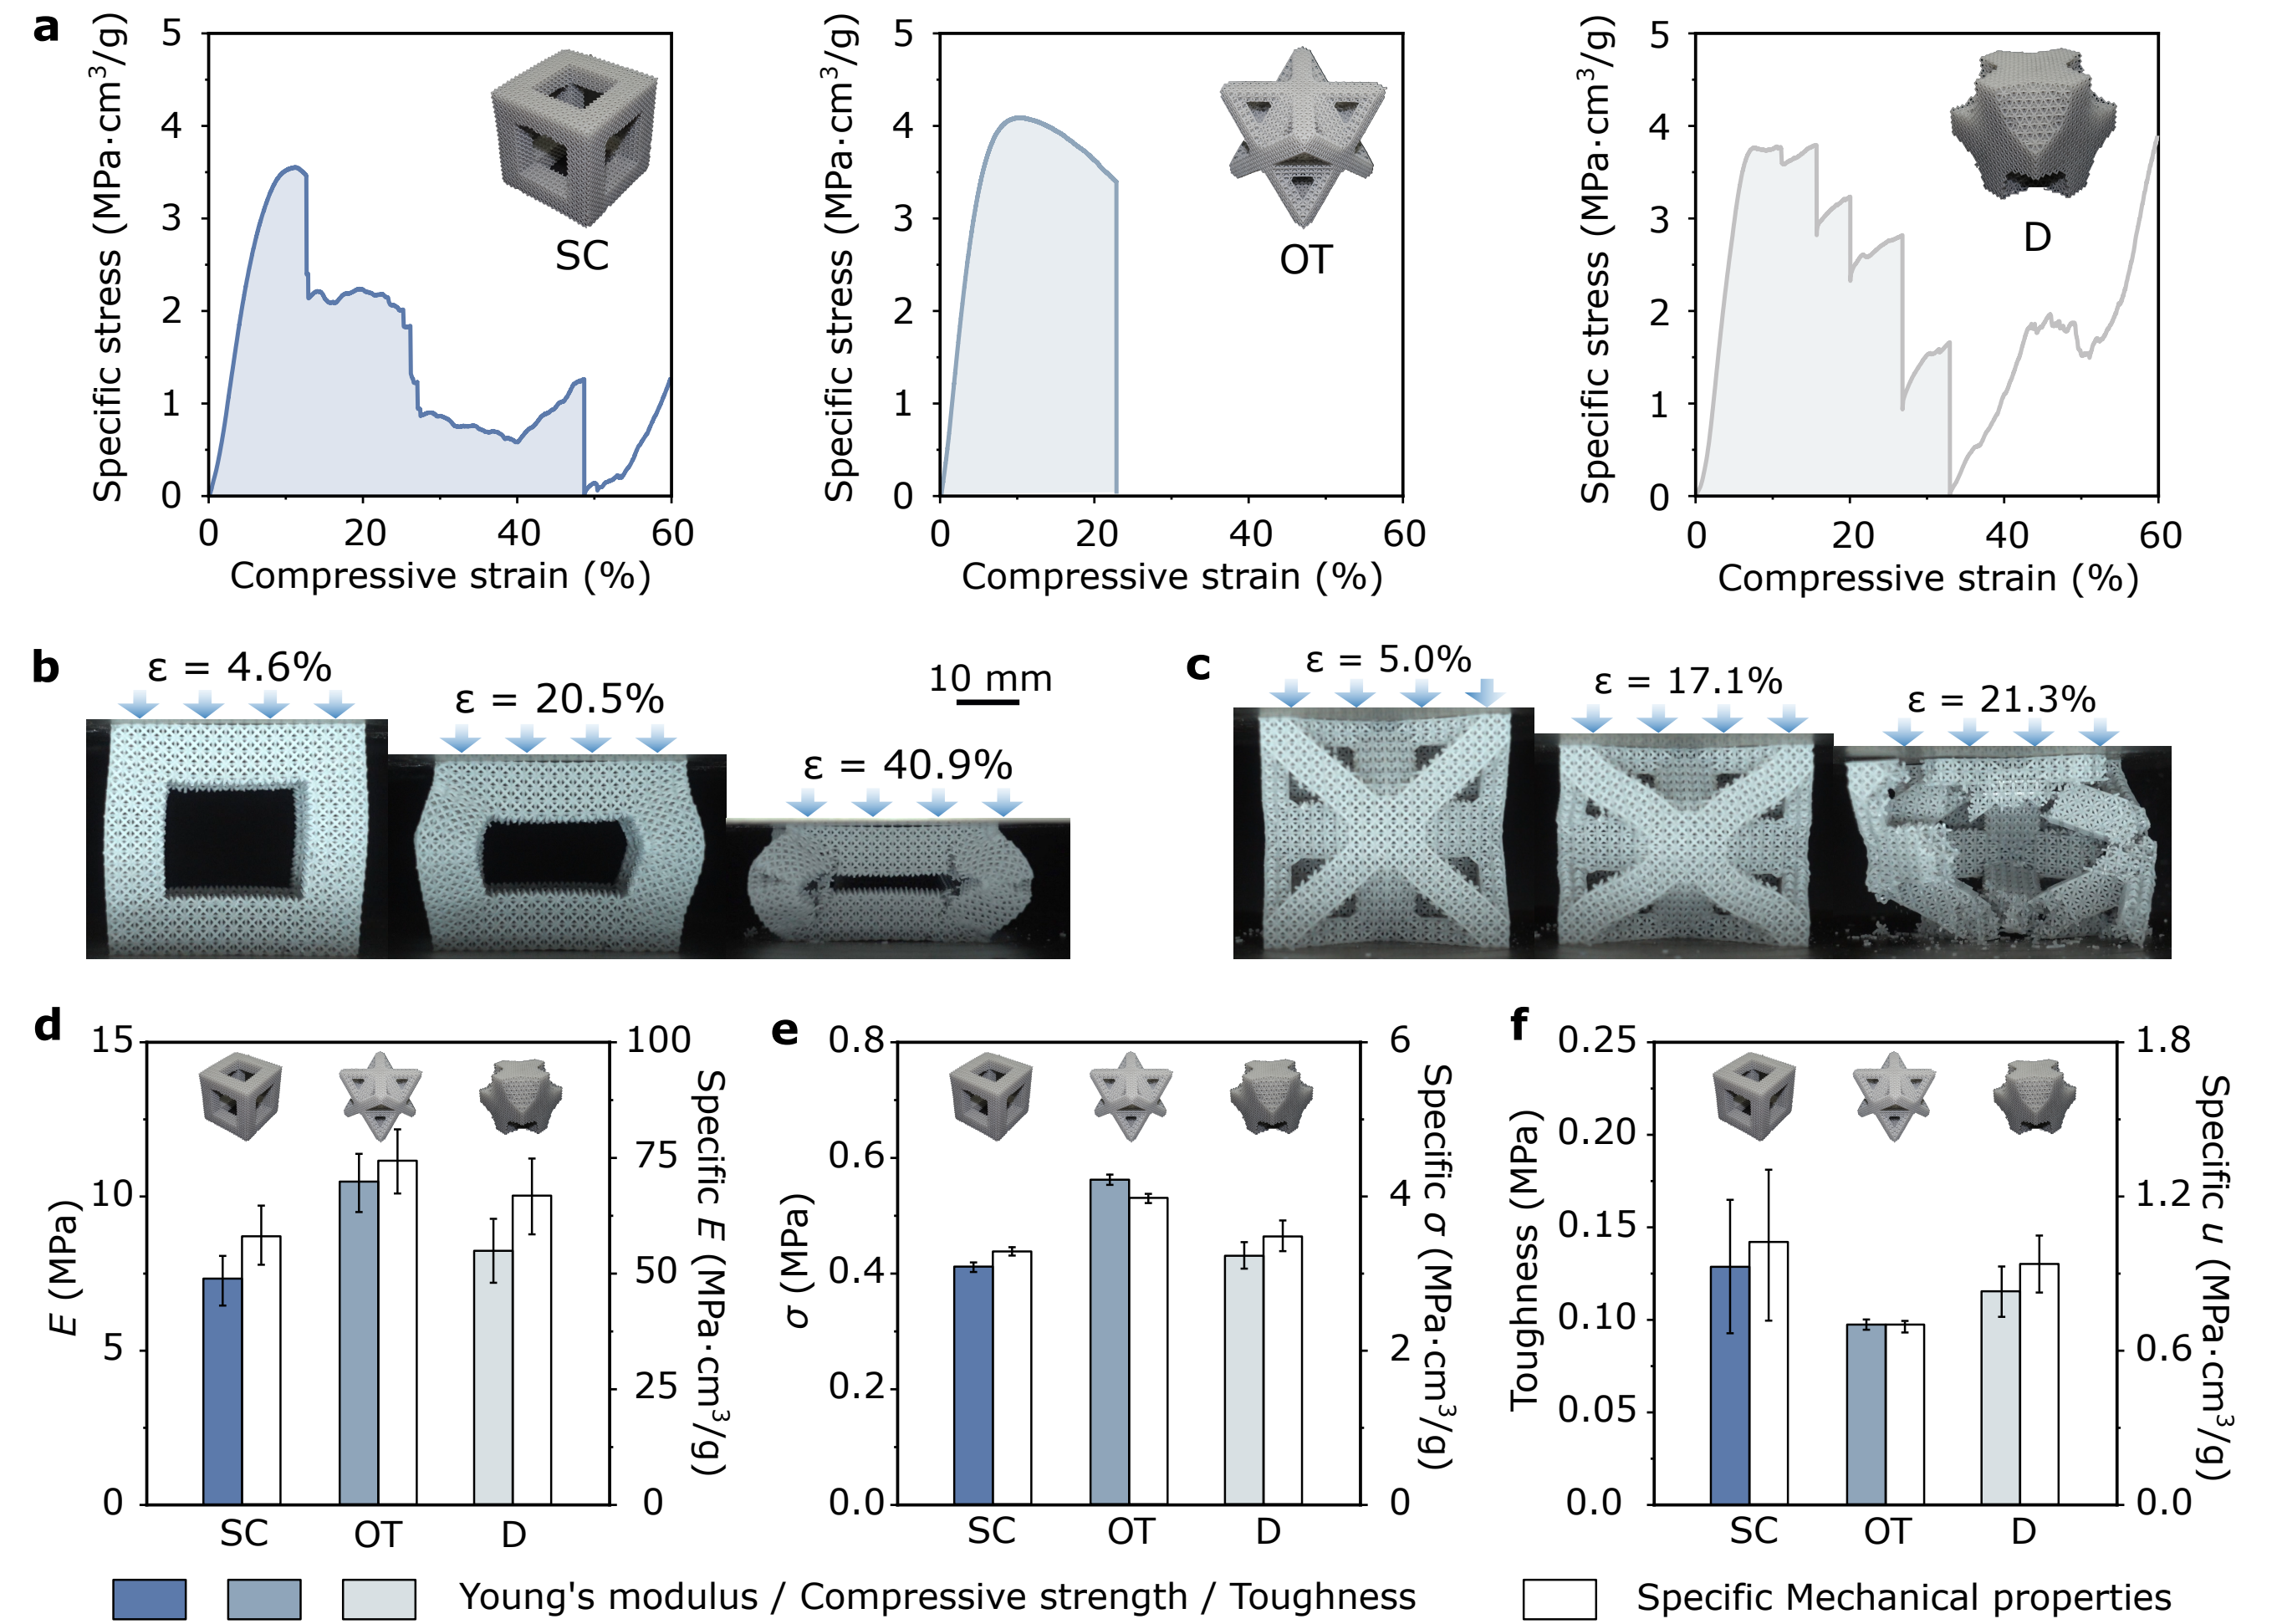 a
Specific stress (MPa·cm³/g)
5
4
3
2
1
0
0 20 40 60
Compressive strain (%)
SC
Specific stress (MPa·cm³/g)
5
4
3
2
1
0
0 20 40 60
Compressive strain (%)
OT
Specific stress (MPa·cm³/g)
5
4
3
2
1
0
0 20 40 60
Compressive strain (%)
D
b
ε = 4.6%
ε = 20.5%
ε = 40.9%
10 mm
c
ε = 5.0%
ε = 17.1%
ε = 21.3%
d
E (MPa)
15
10
5
0
100
75
50
25
0
Specific E (MPa·cm³/g)
SC OT D
e
σ (MPa)
0.8
0.6
0.4
0.2
0.0
6
4
2
0
Specific σ (MPa·cm³/g)
SC OT D
f
Toughness (MPa)
0.25
0.20
0.15
0.10
0.05
0.0
1.8
1.2
0.6
0.0
Specific u (MPa·cm³/g)
SC OT D
Young's modulus / Compressive strength / Toughness
Specific Mechanical properties